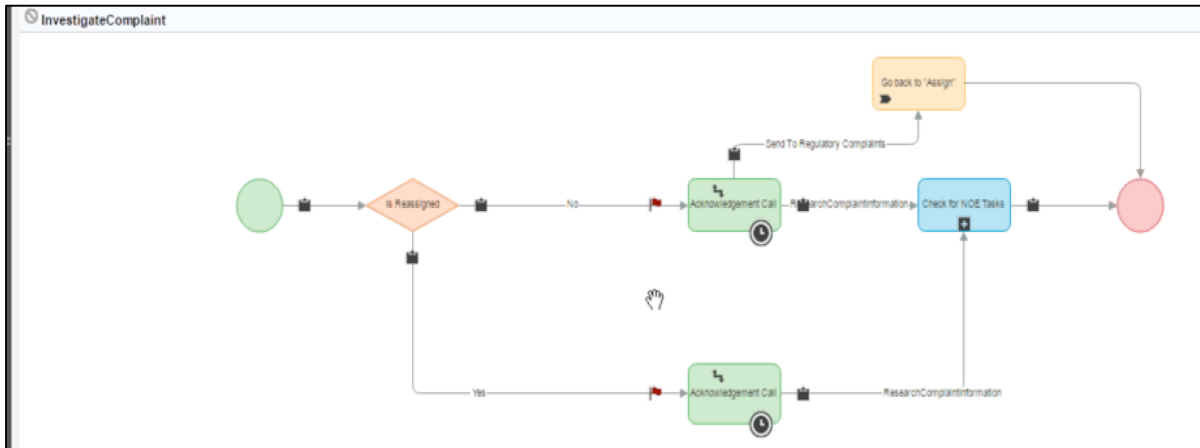 InvestigateComplaint
Go back to "Assign"
Send To Regulatory Complaints
Is Reassigned
No
Acknowledgement Call
ResearchComplaintInformation
Check for NOE Tasks
Yes
Acknowledgement Call
ResearchComplaintInformation